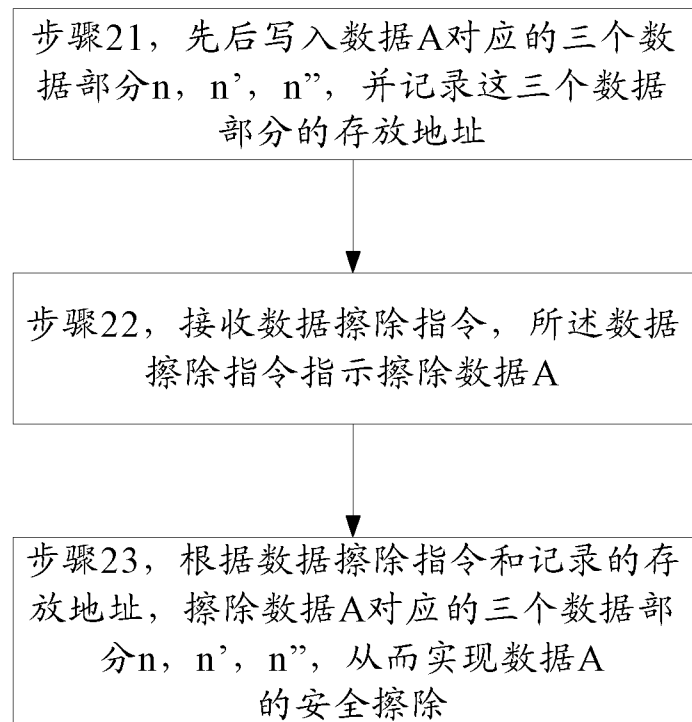 步骤21，先后写入数据A对应的三个数
据部分n，n’，n”，并记录这三个数据
部分的存放地址
步骤22，接收数据擦除指令，所述数据
擦除指令指示擦除数据A
步骤23，根据数据擦除指令和记录的存
放地址，擦除数据A对应的三个数据部
分n，n’，n”，从而实现数据A
的安全擦除